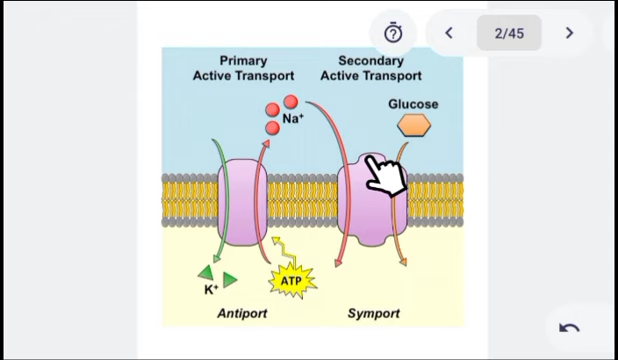 2/45
Primary
Active Transport
Secondary
Active Transport
Na⁺
Glucose
K⁺
ATP
Antiport
Symport